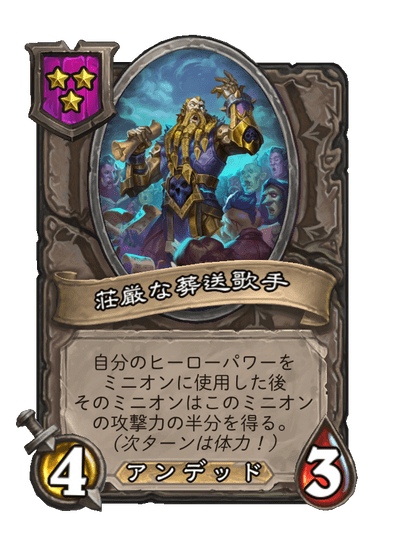 荘厳な葬送歌手
自分のヒーローパワーを
ミニオンに使用した後
そのミニオンはこのミニオン
の攻撃力の半分を得る。
(次ターンは体力！)
4
アンデッド
3